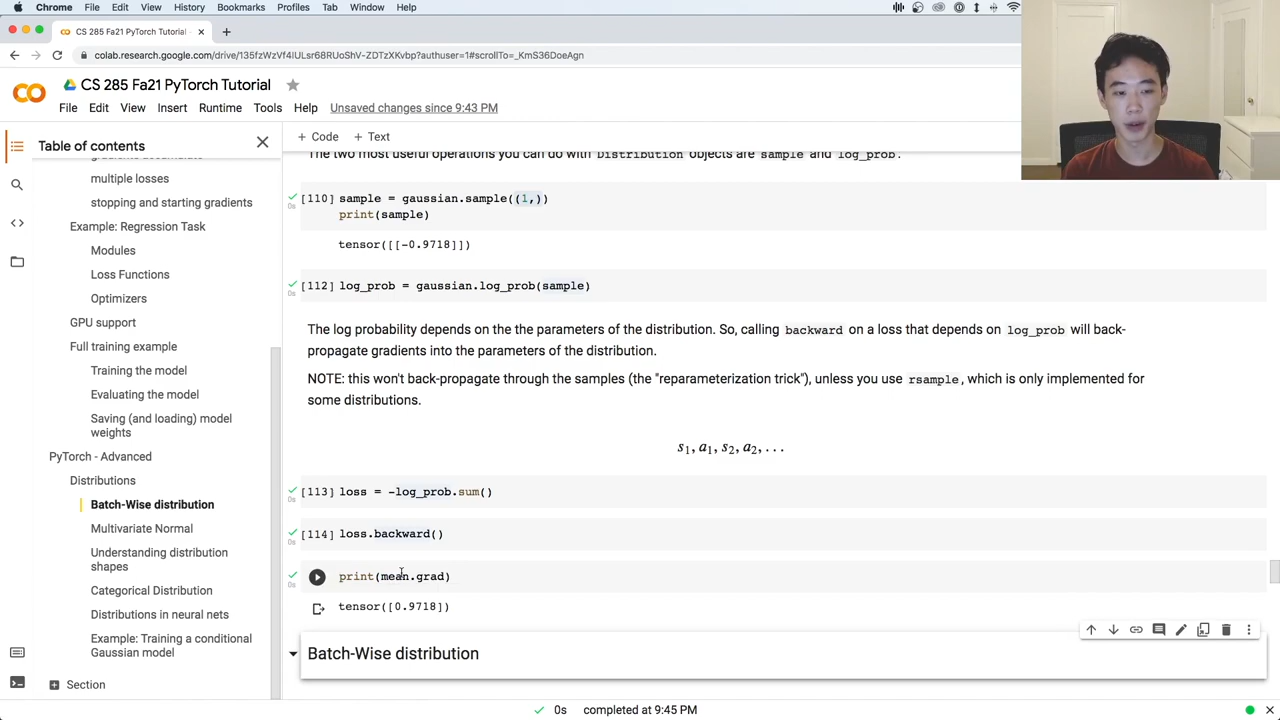 Chrome File Edit View History Bookmarks Profiles Tab Window Help
CS 285 Fa21 PyTorch Tutorial -
colab.research.google.com/drive/135fzWzVf4IULsr68RUoShV-ZDTzXKvbp?authuser=1#scrollTo=_KmS36DoeAgn
CS 285 Fa21 PyTorch Tutorial
File Edit View Insert Runtime Tools Help Unsaved changes since 9:43 PM
Table of contents
+ Code + Text
gradients accumulate
multiple losses
stopping and starting gradients
Example: Regression Task
Modules
Loss Functions
Optimizers
GPU support
Full training example
Training the model
Evaluating the model
Saving (and loading) model
weights
PyTorch - Advanced
Distributions
Batch-Wise distribution
Multivariate Normal
Understanding distribution
shapes
Categorical Distribution
Distributions in neural nets
Example: Training a conditional
Gaussian model
Section
The two most useful operations you can do with Distribution objects are sample and log_prob.
[110] sample = gaussian.sample((1,))
0s
print(sample)
tensor([[-0.9718]])
[112] log_prob = gaussian.log_prob(sample)
0s
The log probability depends on the the parameters of the distribution. So, calling backward on a loss that depends on log_prob will back-
propagate gradients into the parameters of the distribution.
NOTE: this won't back-propagate through the samples (the "reparameterization trick"), unless you use rsample, which is only implemented for
some distributions.
s1, a1, s2, a2, . . .
[113] loss = -log_prob.sum()
0s
[114] loss.backward()
0s
print(mean.grad)
0s
tensor([0.9718])
Batch-Wise distribution
0s completed at 9:45 PM